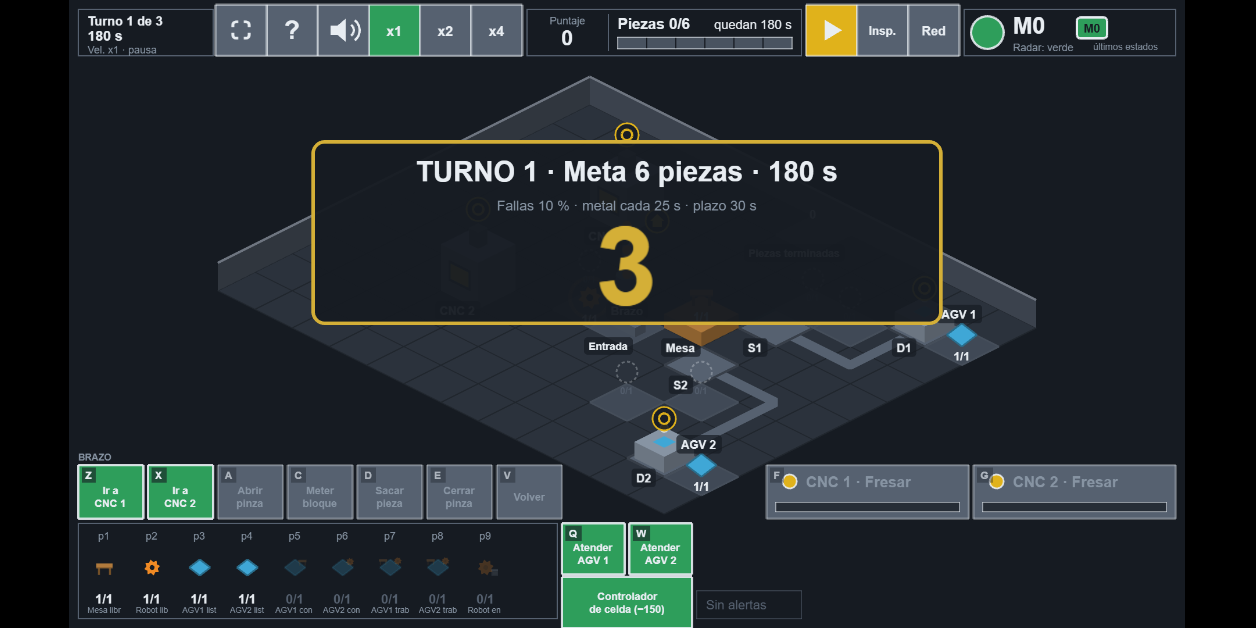 Turno 1 de 3
180 s
Vel. x1 · pausa
?
x1
x2
x4
Puntaje
0
Piezas 0/6
quedan 180 s
Insp.
Red
M0
Radar: verde
M0
últimos estados
TURNO 1 · Meta 6 piezas · 180 s
Fallas 10 % · metal cada 25 s · plazo 30 s
3
Piezas terminadas
CNC 2
Brazo
AGV 1
1/1
Entrada
Mesa
S1
D1
S2
0/1
0/1
AGV 2
D2
1/1
BRAZO
Z
Ir a
CNC 1
X
Ir a
CNC 2
A
Abrir
pinza
C
Meter
bloque
D
Sacar
pieza
E
Cerrar
pinza
V
Volver
F
CNC 1 · Fresar
G
CNC 2 · Fresar
p1
p2
p3
p4
p5
p6
p7
p8
p9
1/1
1/1
1/1
1/1
0/1
0/1
0/1
0/1
0/1
Mesa libr
Robot lib
AGV1 list
AGV2 list
AGV1 con
AGV2 con
AGV1 trab
AGV2 trab
Robot en
Q
Atender
AGV 1
W
Atender
AGV 2
Controlador
de celda (−150)
Sin alertas